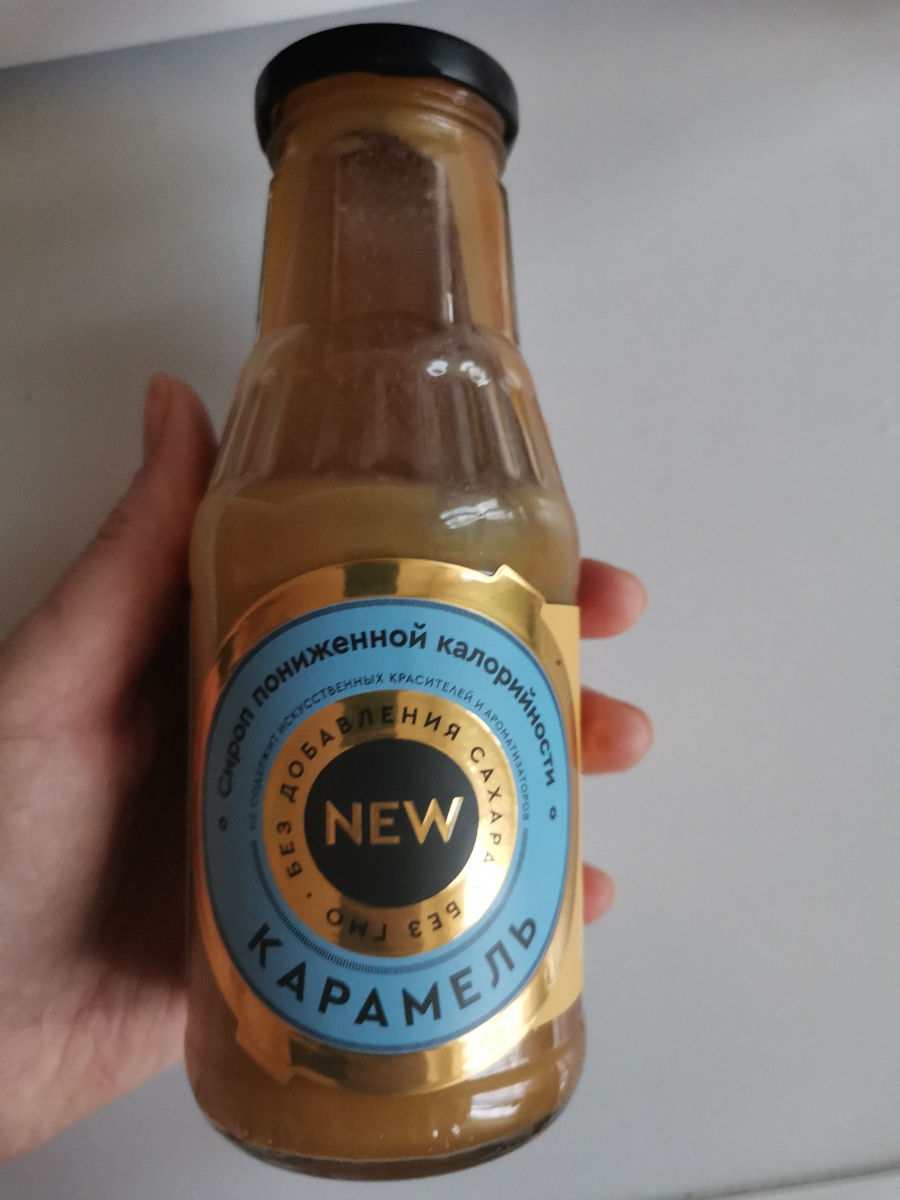 Сироп пониженной калорийности
НЕ СОДЕРЖИТ ИСКУССТВЕННЫХ КРАСИТЕЛЕЙ И АРОМАТИЗАТОРОВ
БЕЗ ДОБАВЛЕНИЯ САХАРА
NEW
БЕЗ ГМО
КАРАМЕЛЬ